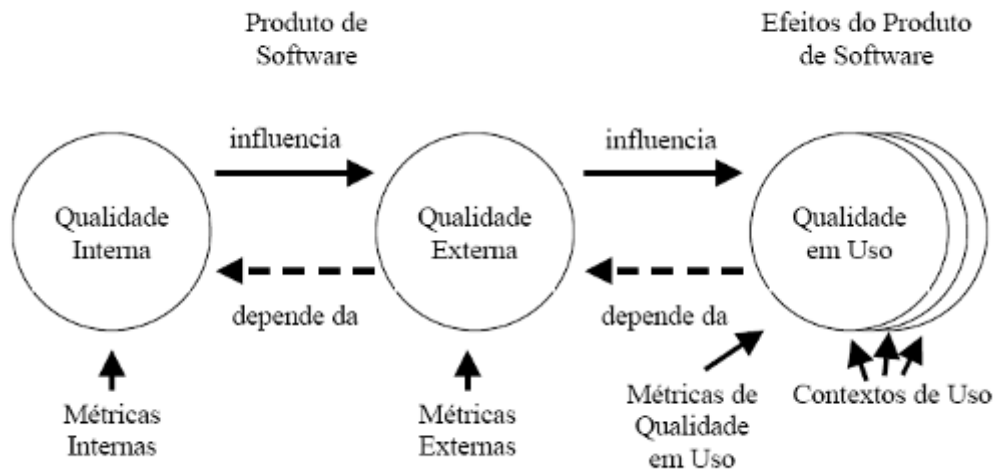 Produto de
Software
Efeitos do Produto
de Software
influencia
influencia
Qualidade
Interna
Qualidade
Externa
Qualidade
em Uso
depende da
depende da
Métricas
Internas
Métricas
Externas
Métricas de
Qualidade
em Uso
Contextos de Uso